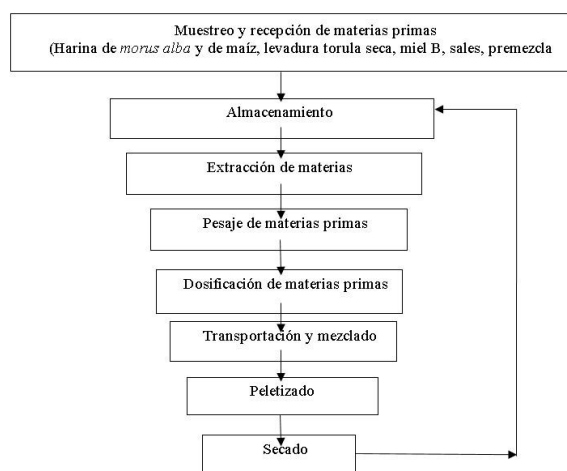 Muestreo y recepción de materias primas
(Harina de morus alba y de maíz, levadura torula seca, miel B, sales, premezcla
Almacenamiento
Extracción de materias
Pesaje de materias primas
Dosificación de materias primas
Transportación y mezclado
Peletizado
Secado